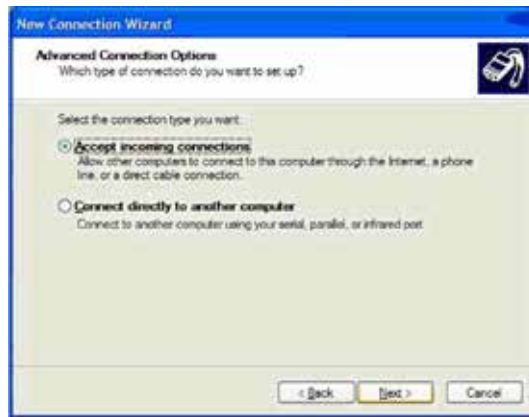 New Connection Wizard
Advanced Connection Options
Which type of connection do you want to set up?
Select the connection type you want:
Accept incoming connections
Allow other computers to connect to this computer through the Internet, a phone
line, or a direct cable connection.
Connect directly to another computer
Connect to another computer using your serial, parallel, or infrared port.
< Back
Next >
Cancel